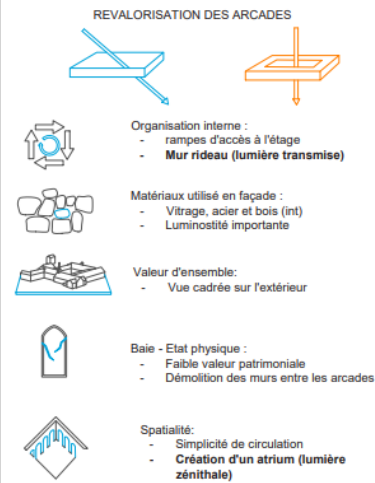 REVALORISATION DES ARCADES
Organisation interne :
- rampes d'accès à l'étage
- Mur rideau (lumière transmise)
Matériaux utilisé en façade :
- Vitrage, acier et bois (int)
- Luminostité importante
Valeur d'ensemble:
- Vue cadrée sur l'extérieur
Baie - Etat physique :
- Faible valeur patrimoniale
- Démolition des murs entre les arcades
Spatialité:
- Simplicité de circulation
- Création d'un atrium (lumière
zénithale)